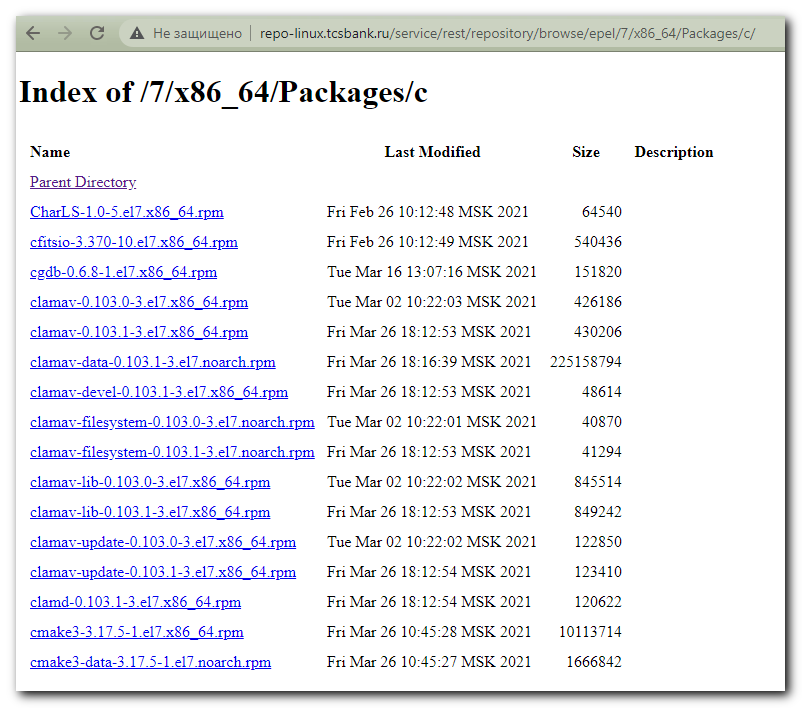 Не защищено | repo-linux.tcsbank.ru/service/rest/repository/browse/epel/7/x86_64/Packages/c/
Index of /7/x86_64/Packages/c
Name Last Modified Size Description
Parent Directory
CharLS-1.0-5.el7.x86_64.rpm Fri Feb 26 10:12:48 MSK 2021 64540
cfitsio-3.370-10.el7.x86_64.rpm Fri Feb 26 10:12:49 MSK 2021 540436
cgdb-0.6.8-1.el7.x86_64.rpm Tue Mar 16 13:07:16 MSK 2021 151820
clamav-0.103.0-3.el7.x86_64.rpm Tue Mar 02 10:22:03 MSK 2021 426186
clamav-0.103.1-3.el7.x86_64.rpm Fri Mar 26 18:12:53 MSK 2021 430206
clamav-data-0.103.1-3.el7.noarch.rpm Fri Mar 26 18:16:39 MSK 2021 225158794
clamav-devel-0.103.1-3.el7.x86_64.rpm Fri Mar 26 18:12:53 MSK 2021 48614
clamav-filesystem-0.103.0-3.el7.noarch.rpm Tue Mar 02 10:22:01 MSK 2021 40870
clamav-filesystem-0.103.1-3.el7.noarch.rpm Fri Mar 26 18:12:53 MSK 2021 41294
clamav-lib-0.103.0-3.el7.x86_64.rpm Tue Mar 02 10:22:02 MSK 2021 845514
clamav-lib-0.103.1-3.el7.x86_64.rpm Fri Mar 26 18:12:53 MSK 2021 849242
clamav-update-0.103.0-3.el7.x86_64.rpm Tue Mar 02 10:22:02 MSK 2021 122850
clamav-update-0.103.1-3.el7.x86_64.rpm Fri Mar 26 18:12:54 MSK 2021 123410
clamd-0.103.1-3.el7.x86_64.rpm Fri Mar 26 18:12:54 MSK 2021 120622
cmake3-3.17.5-1.el7.x86_64.rpm Fri Mar 26 10:45:28 MSK 2021 10113714
cmake3-data-3.17.5-1.el7.noarch.rpm Fri Mar 26 10:45:27 MSK 2021 1666842